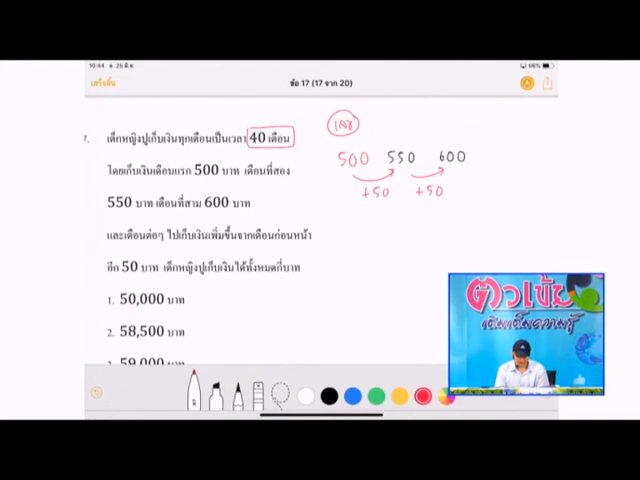 10:44 อ. 25 มี.ค.
66%
เสร็จสิ้น
ข้อ 17 (17 จาก 20)
เลข
7. เด็กหญิงปูเก็บเงินทุกเดือนเป็นเวลา 40 เดือน
500 550 600
โดยเก็บเงินเดือนแรก 500 บาท เดือนที่สอง
+50 +50
550 บาท เดือนที่สาม 600 บาท
และเดือนต่อๆ ไปเก็บเงินเพิ่มขึ้นจากเดือนก่อนหน้า
อีก 50 บาท เด็กหญิงปูเก็บเงินได้ทั้งหมดกี่บาท
1. 50,000 บาท
2. 58,500 บาท
3. 59,000 บาท
ติวเข้ม
เติมเต็มความรู้